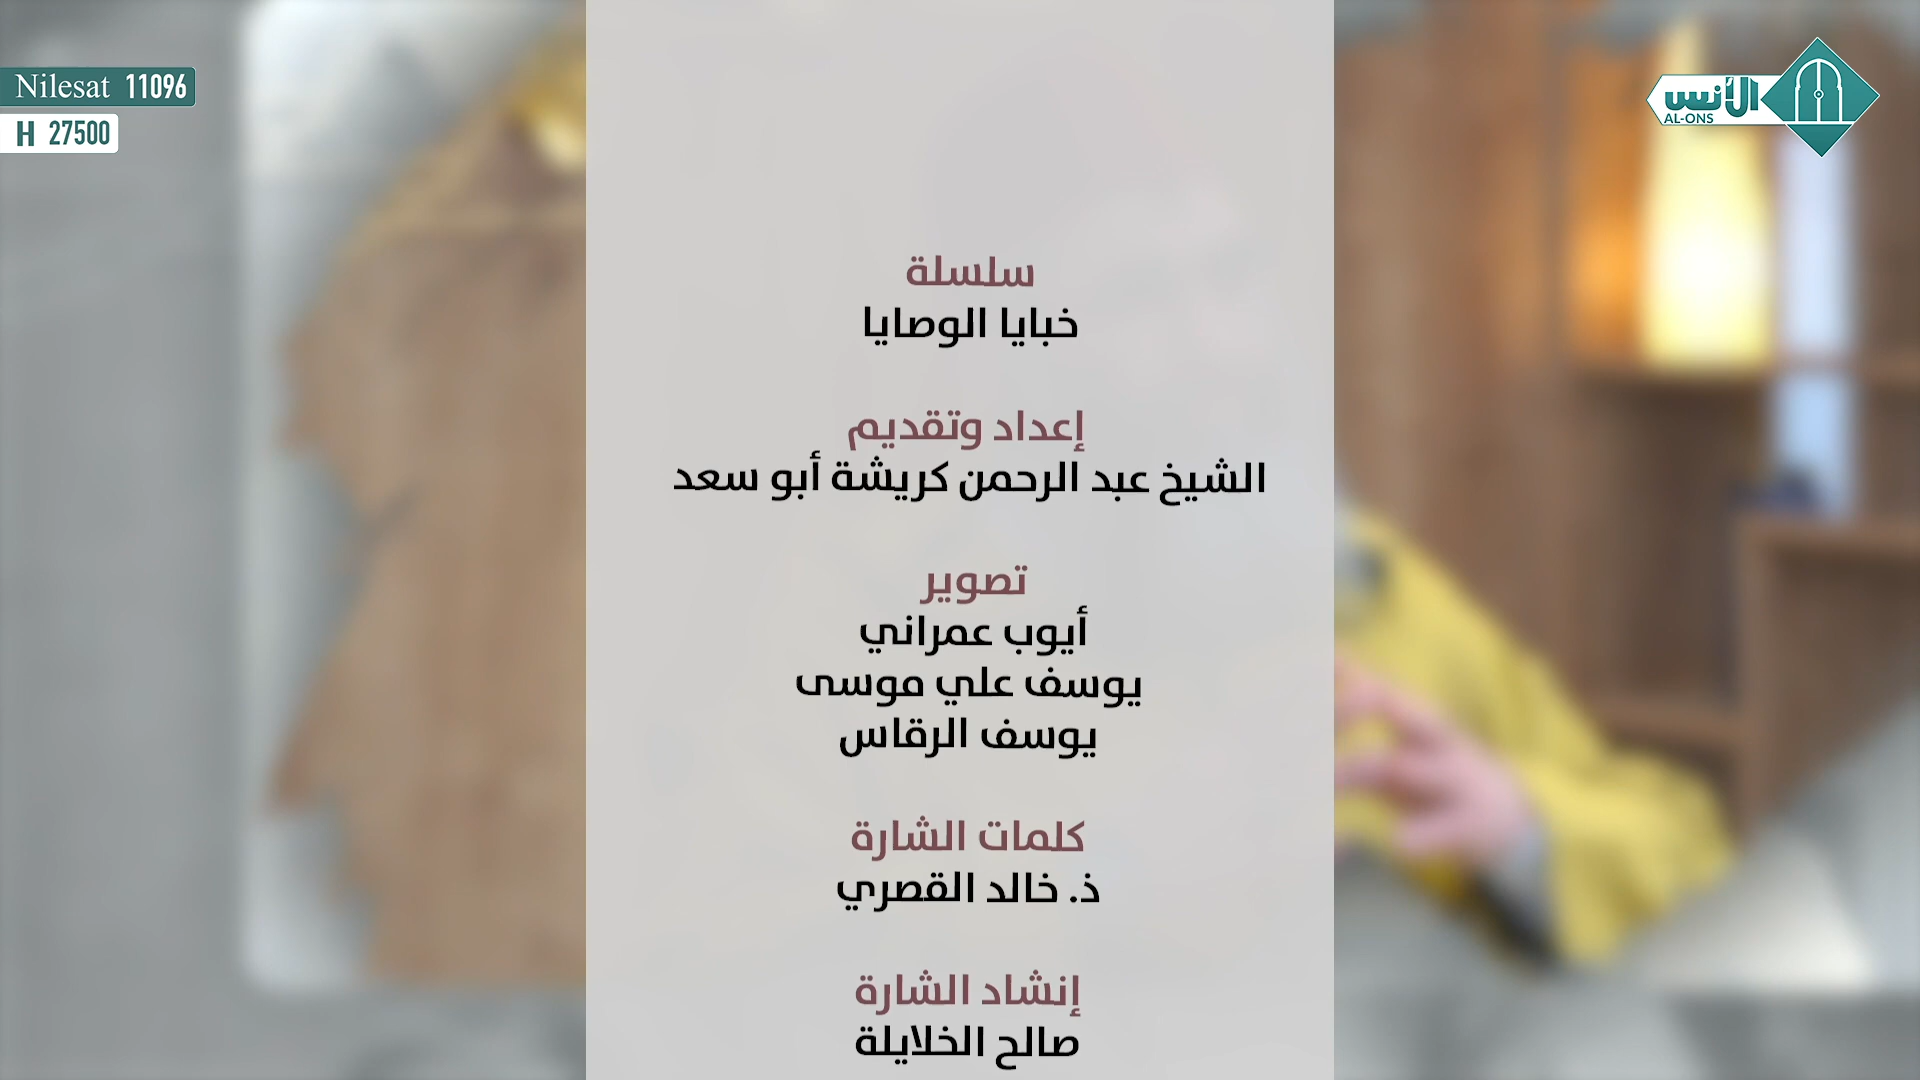 Nilesat 11096
H 27500
الأنس
AL-ONS
سلسلة
خبايا الوصايا
إعداد وتقديم
الشيخ عبد الرحمن كريشة أبو سعد
تصوير
أيوب عمراني
يوسف علي موسى
يوسف الرقاس
كلمات الشارة
ذ. خالد القصري
إنشاد الشارة
صالح الخلايلة